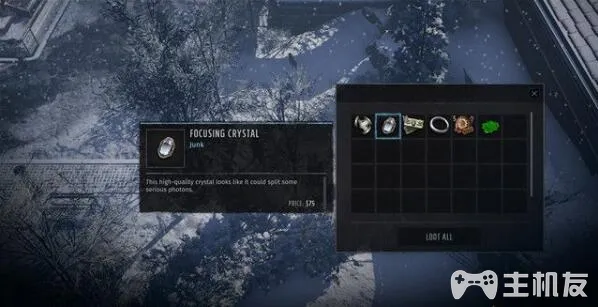 FOCUSING CRYSTAL
Junk
This high-quality crystal looks like it could split some
serious photons.
PRICE: $75
LOOT ALL
主机友